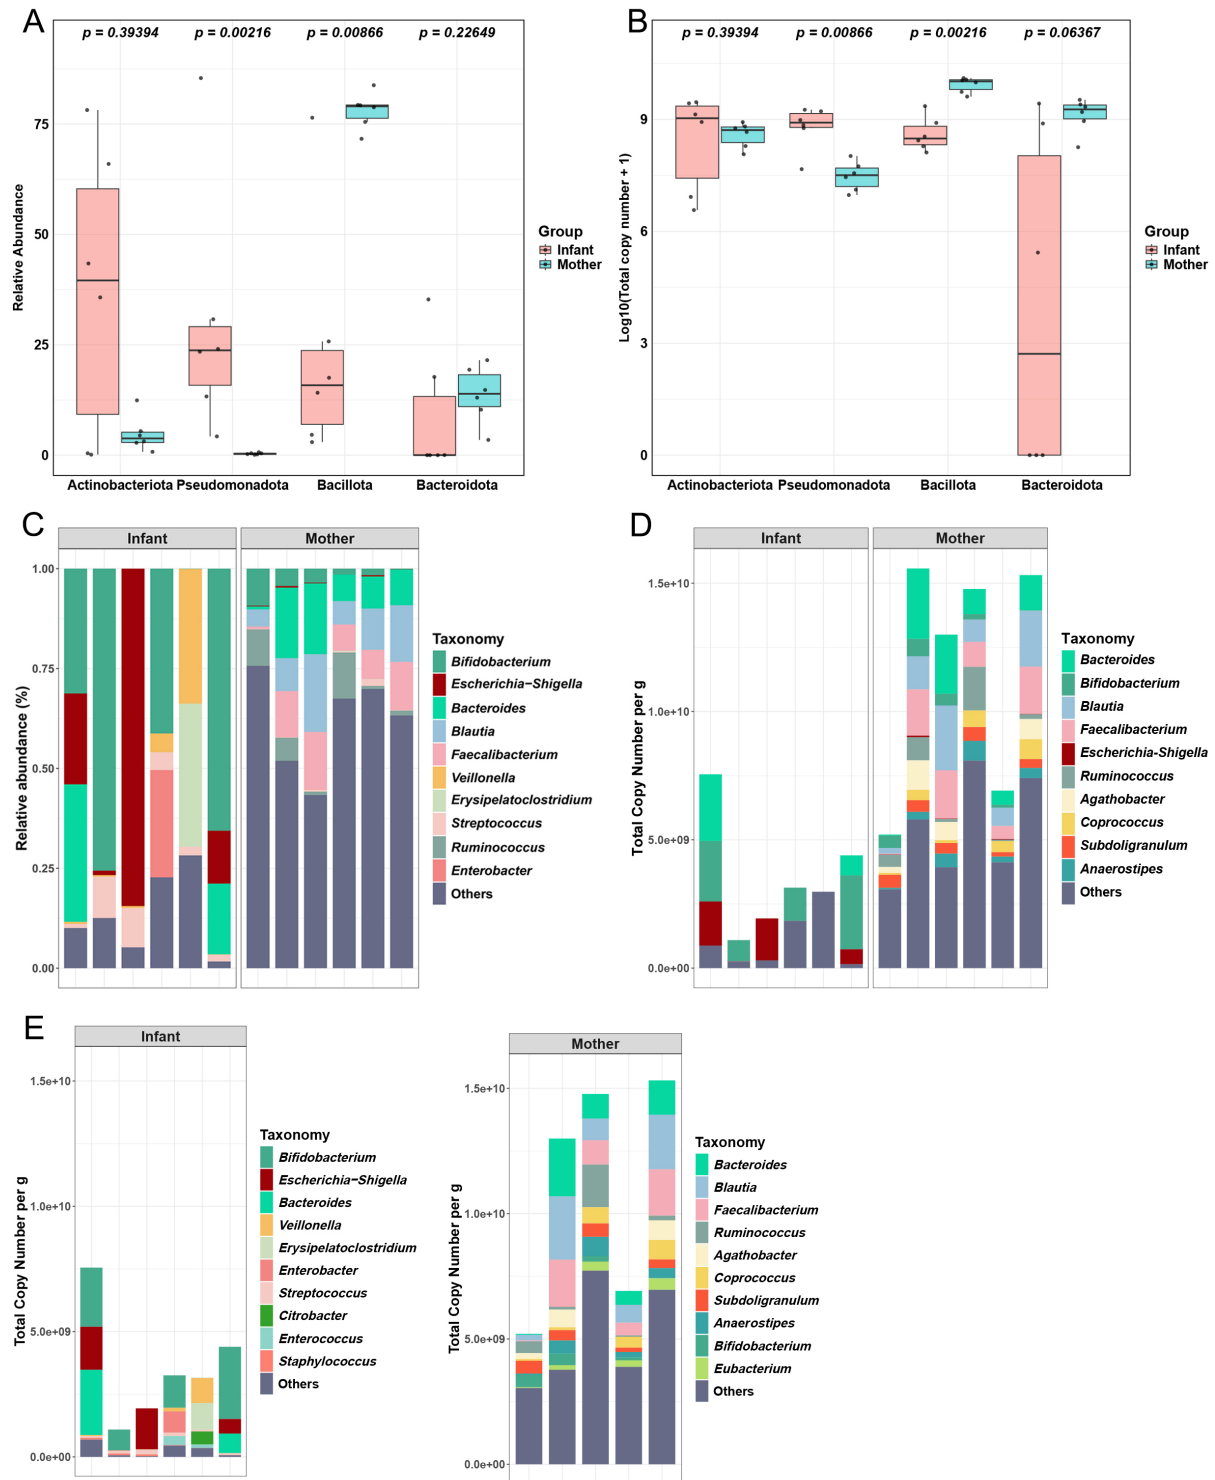 A
p = 0.39394 p = 0.00216 p = 0.00866 p = 0.22649
75
50
25
0
Relative Abundance
Actinobacteriota Pseudomonadota Bacillota Bacteroidota
Group
Infant
Mother
B
p = 0.39394 p = 0.00866 p = 0.00216 p = 0.06367
9
6
3
0
Log10(Total copy number + 1)
Actinobacteriota Pseudomonadota Bacillota Bacteroidota
Group
Infant
Mother
C
Infant Mother
1.00
0.75
0.50
0.25
0.00
Relative abundance (%)
Taxonomy
Bifidobacterium
Escherichia−Shigella
Bacteroides
Blautia
Faecalibacterium
Veillonella
Erysipelatoclostridium
Streptococcus
Ruminococcus
Enterobacter
Others
D
Infant Mother
1.5e+10
1.0e+10
5.0e+09
0.0e+00
Total Copy Number per g
Taxonomy
Bacteroides
Bifidobacterium
Blautia
Faecalibacterium
Escherichia-Shigella
Ruminococcus
Agathobacter
Coprococcus
Subdoligranulum
Anaerostipes
Others
E
Infant
1.5e+10
1.0e+10
5.0e+09
0.0e+00
Total Copy Number per g
Taxonomy
Bifidobacterium
Escherichia−Shigella
Bacteroides
Veillonella
Erysipelatoclostridium
Enterobacter
Streptococcus
Citrobacter
Enterococcus
Staphylococcus
Others
Mother
1.5e+10
1.0e+10
5.0e+09
0.0e+00
Total Copy Number per g
Taxonomy
Bacteroides
Blautia
Faecalibacterium
Ruminococcus
Agathobacter
Coprococcus
Subdoligranulum
Anaerostipes
Bifidobacterium
Eubacterium
Others